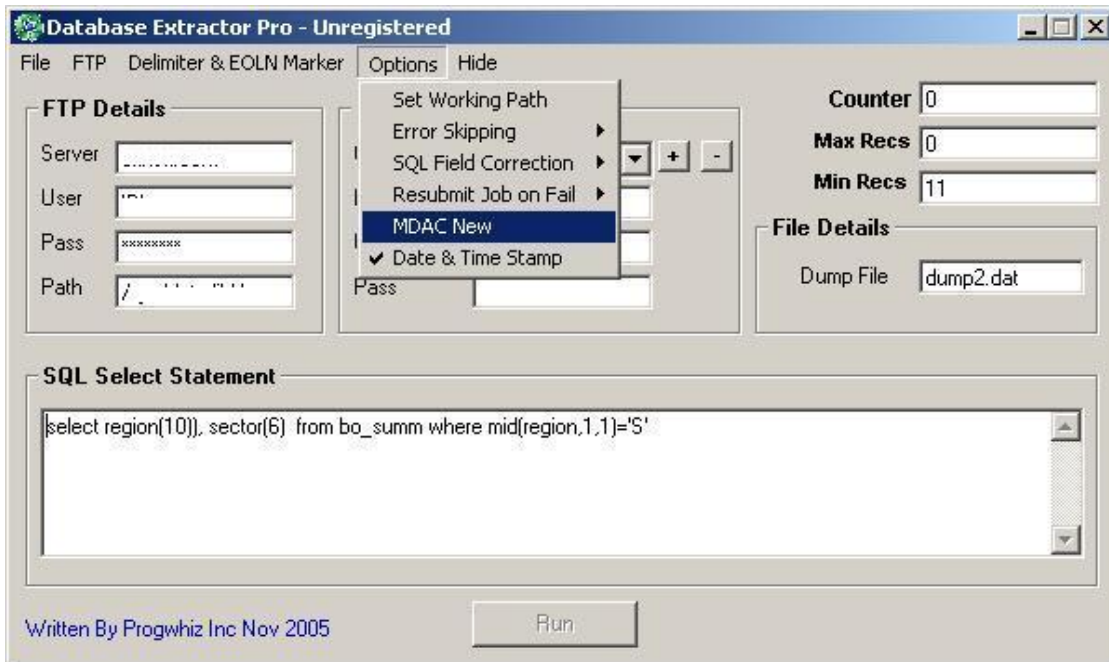 Database Extractor Pro - Unregistered
File FTP Delimiter & EOLN Marker Options Hide
Set Working Path
Error Skipping
SQL Field Correction
Resubmit Job on Fail
MDAC New
Date & Time Stamp
FTP Details
Server
User
Pass xxxxxxxx
Path /
+ -
Pass
Counter 0
Max Recs 0
Min Recs 11
File Details
Dump File dump2.dat
SQL Select Statement
select region(10)), sector(6) from bo_summ where mid(region,1,1)='S'
Written By Progwhiz Inc Nov 2005
Run